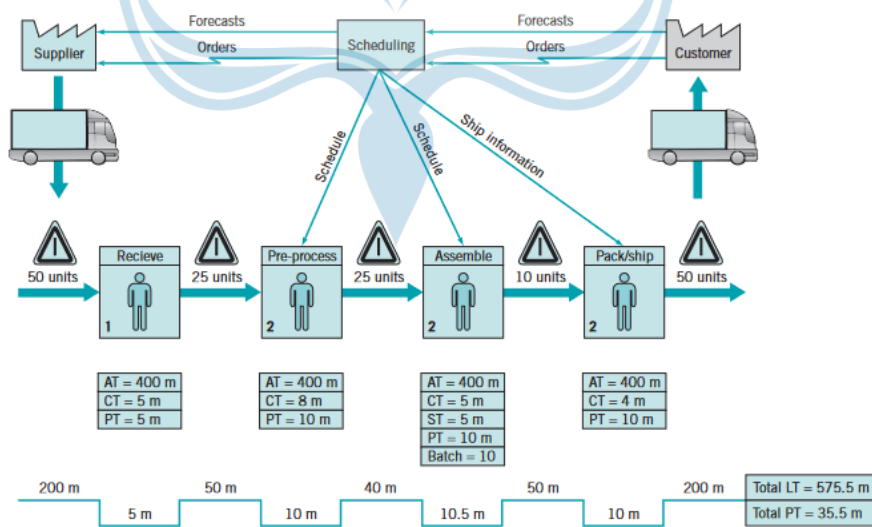 Forecasts
Forecasts
Supplier
Scheduling
Customer
Orders
Orders
Schedule
Schedule
Ship information
50 units
Recieve
1
25 units
Pre-process
2
25 units
Assemble
2
10 units
Pack/ship
2
50 units
AT = 400 m
CT = 5 m
PT = 5 m
AT = 400 m
CT = 8 m
PT = 10 m
AT = 400 m
CT = 5 m
ST = 5 m
PT = 10 m
Batch = 10
AT = 400 m
CT = 4 m
PT = 10 m
200 m
50 m
40 m
50 m
200 m
Total LT = 575.5 m
5 m
10 m
10.5 m
10 m
Total PT = 35.5 m